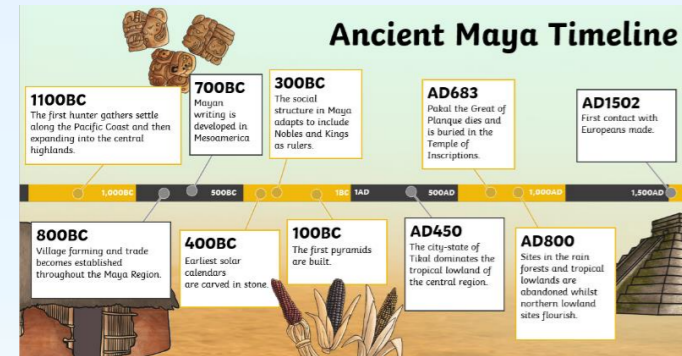 Ancient Maya Timeline
1100BC
The first hunter gathers settle
along the Pacific Coast and then
expanding into the central
highlands.
700BC
Mayan
writing is
developed in
Mesoamerica
300BC
The social
structure in Maya
adapts to include
Nobles and Kings
as rulers.
AD683
Pakal the Great of
Planque dies and
is buried in the
Temple of
Inscriptions.
AD1502
First contact with
Europeans made.
1,000BC
500BC
1BC
1AD
500AD
1,000AD
1,500AD
800BC
Village farming and trade
becomes established
throughout the Maya Region.
400BC
Earliest solar
calendars
are carved in stone.
100BC
The first pyramids
are built.
AD450
The city-state of
Tikal dominates the
tropical lowland of
the central region.
AD800
Sites in the rain
forests and tropical
lowlands are
abandoned whilst
northern lowland
sites flourish.